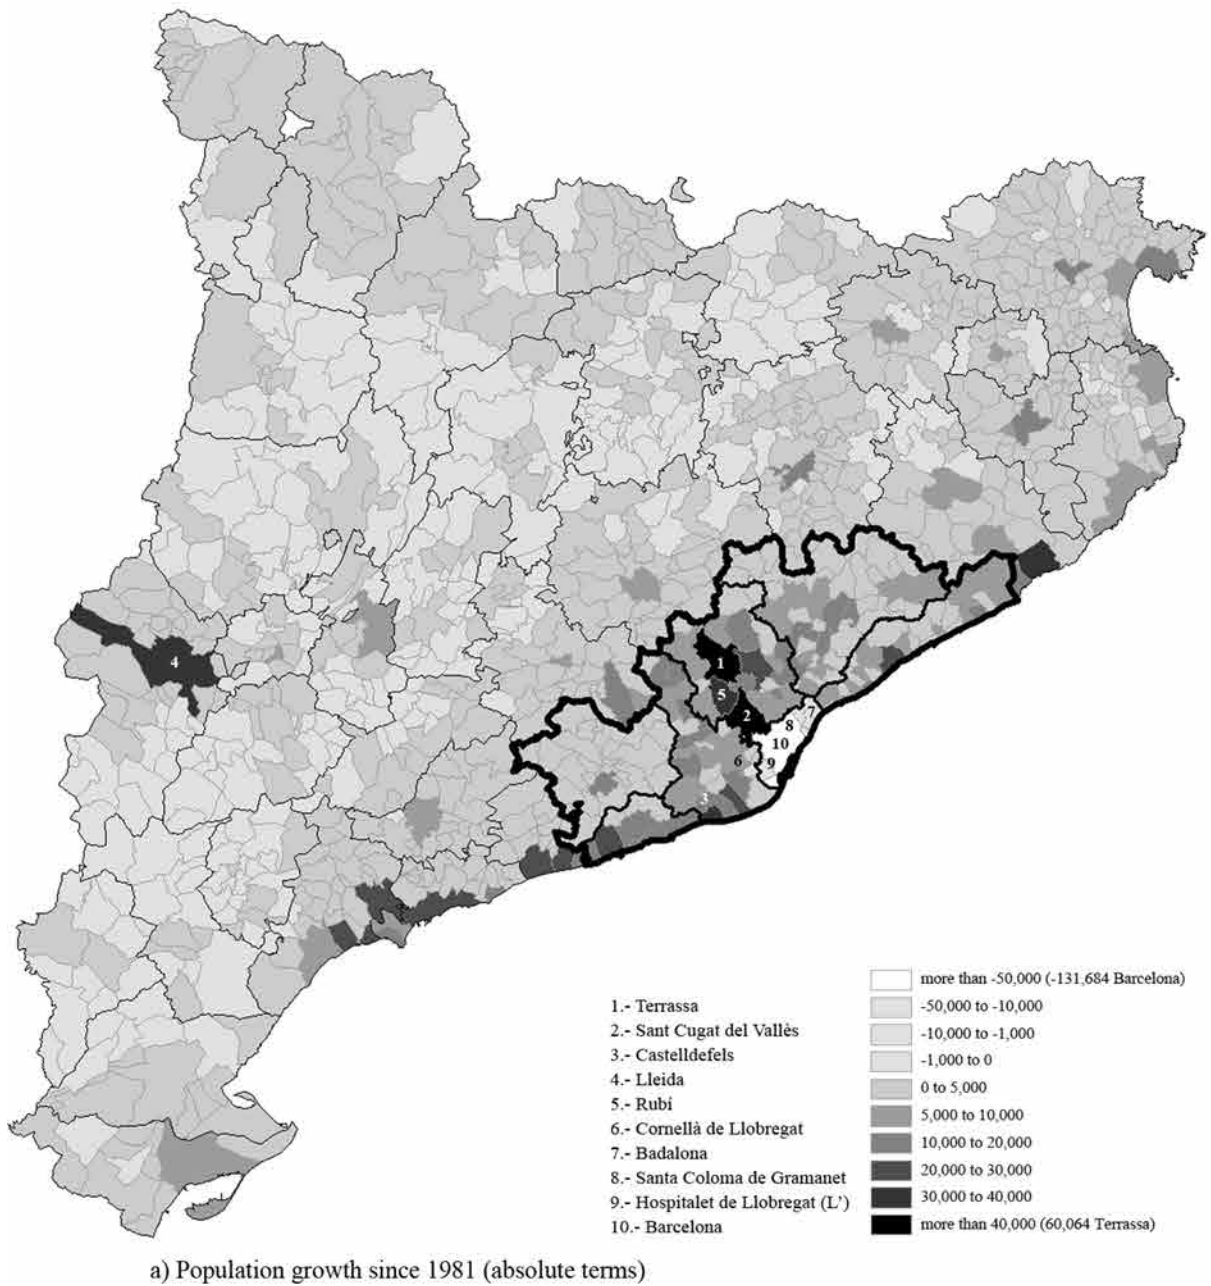 4
1
5
2
7
8
10
6
9
3
1.- Terrassa
2.- Sant Cugat del Vallès
3.- Castelldefels
4.- Lleida
5.- Rubí
6.- Cornellà de Llobregat
7.- Badalona
8.- Santa Coloma de Gramanet
9.- Hospitalet de Llobregat (L’)
10.- Barcelona
more than -50,000 (-131,684 Barcelona)
-50,000 to -10,000
-10,000 to -1,000
-1,000 to 0
0 to 5,000
5,000 to 10,000
10,000 to 20,000
20,000 to 30,000
30,000 to 40,000
more than 40,000 (60,064 Terrassa)
a) Population growth since 1981 (absolute terms)